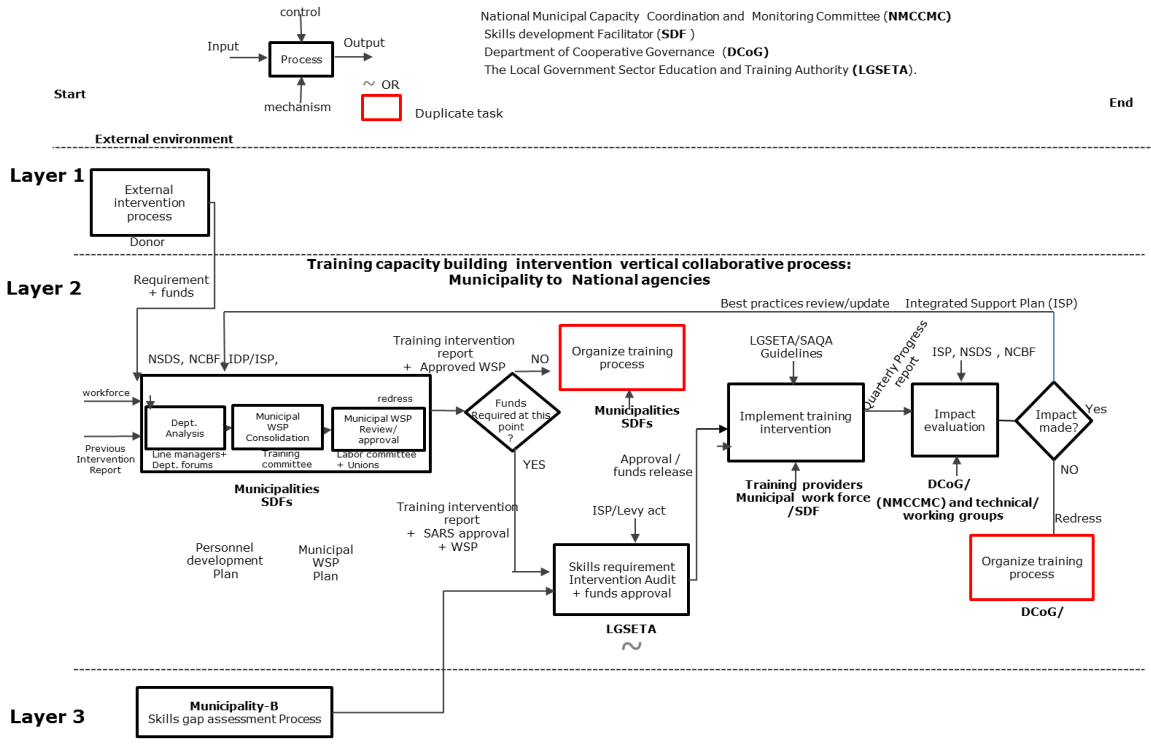 control
Input
Output
Process
mechanism
~ OR
Duplicate task
National Municipal Capacity Coordination and Monitoring Committee (NMCCMC)
Skills development Facilitator (SDF )
Department of Cooperative Governance (DCoG)
The Local Government Sector Education and Training Authority (LGSETA).
Start
End
External environment
Layer 1
External
intervention
process
Donor
Layer 2
Training capacity building intervention vertical collaborative process:
Municipality to National agencies
Requirement
+ funds
Best practices review/update
Integrated Support Plan (ISP)
NSDS, NCBF, IDP/ISP,
workforce
Previous
Intervention
Report
redress
Dept.
Analysis
Municipal
WSP
Consolidation
Municipal WSP
Review/
approval
Line managers+
Dept. forums
Training
committee
Labor committee
+ Unions
Municipalities
SDFs
Personnel
development
Plan
Municipal
WSP
Plan
Training intervention
report
+ Approved WSP
NO
Funds
Required at this
point
?
YES
Organize training
process
Municipalities
SDFs
Training intervention
report
+ SARS approval
+ WSP
ISP/Levy act
Skills requirement
Intervention Audit
+ funds approval
LGSETA
~
Approval /
funds release
LGSETA/SAQA
Guidelines
Implement training
intervention
Training providers
Municipal work force
/SDF
Quarterly Progress
report
ISP, NSDS , NCBF
Impact
evaluation
DCoG/
(NMCCMC) and technical/
working groups
Impact
made?
Yes
NO
Redress
Organize training
process
DCoG/
Layer 3
Municipality-B
Skills gap assessment Process